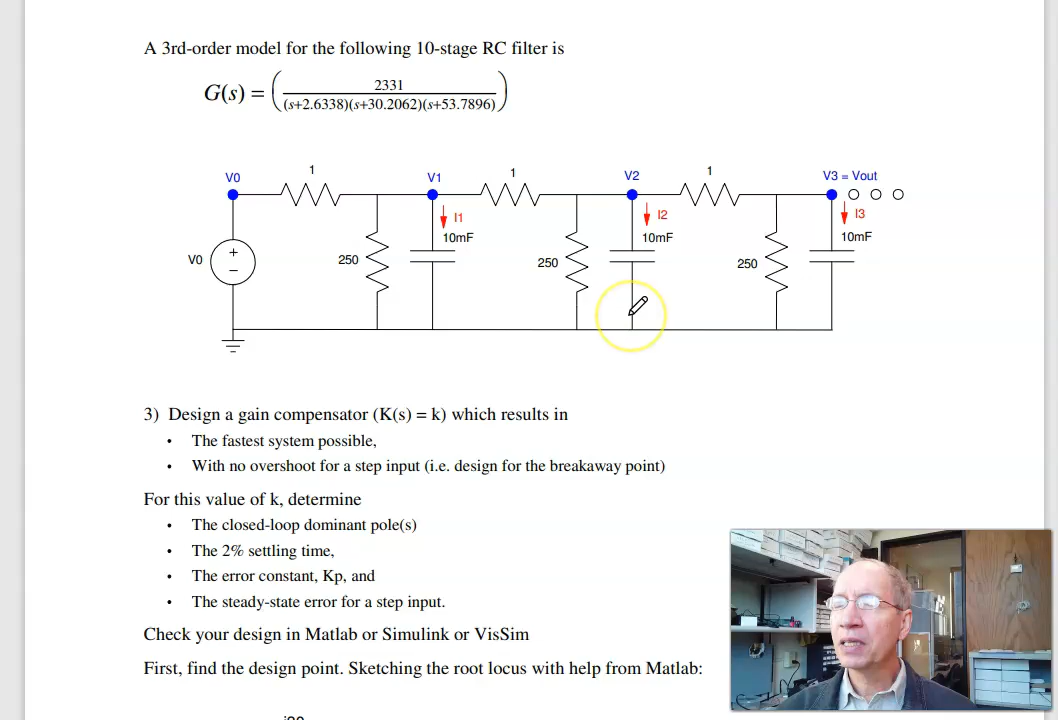 A 3rd-order model for the following 10-stage RC filter is
G(s) = ( 2331 / (s+2.6338)(s+30.2062)(s+53.7896) )
1 1 1
V0 V1 V2 V3 = Vout
I1 I2 I3
10mF 10mF 10mF
V0 + − 250 250 250
3) Design a gain compensator (K(s) = k) which results in
• The fastest system possible,
• With no overshoot for a step input (i.e. design for the breakaway point)
For this value of k, determine
• The closed-loop dominant pole(s)
• The 2% settling time,
• The error constant, Kp, and
• The steady-state error for a step input.
Check your design in Matlab or Simulink or VisSim
First, find the design point. Sketching the root locus with help from Matlab: